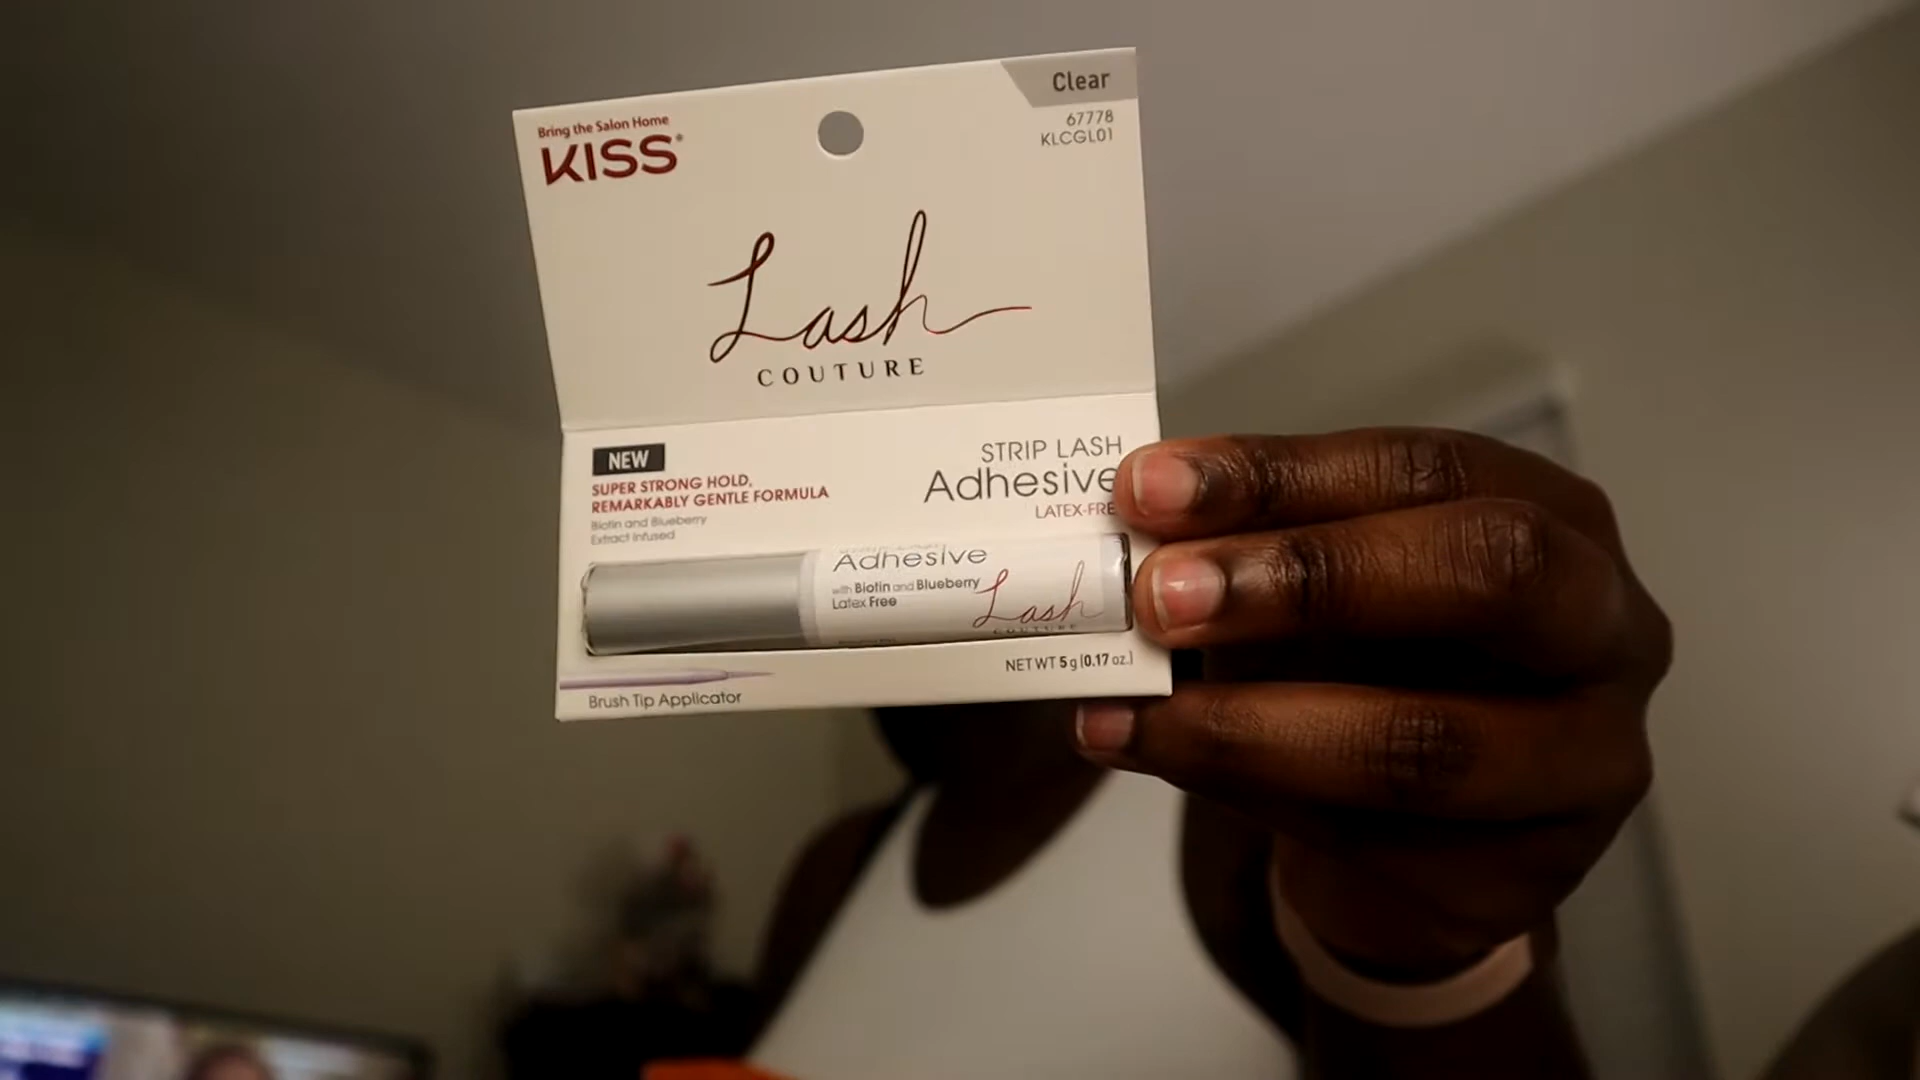 Clear
67778
KLCGL01
Bring the Salon Home
KISS®
Lash
COUTURE
NEW
SUPER STRONG HOLD,
REMARKABLY GENTLE FORMULA
Biotin and Blueberry
Extract Infused
STRIP LASH
Adhesive
LATEX-FRE
Adhesive
with Biotin and Blueberry
Latex Free
Lash
COUTURE
NET WT 5 g (0.17 oz.)
Brush Tip Applicator